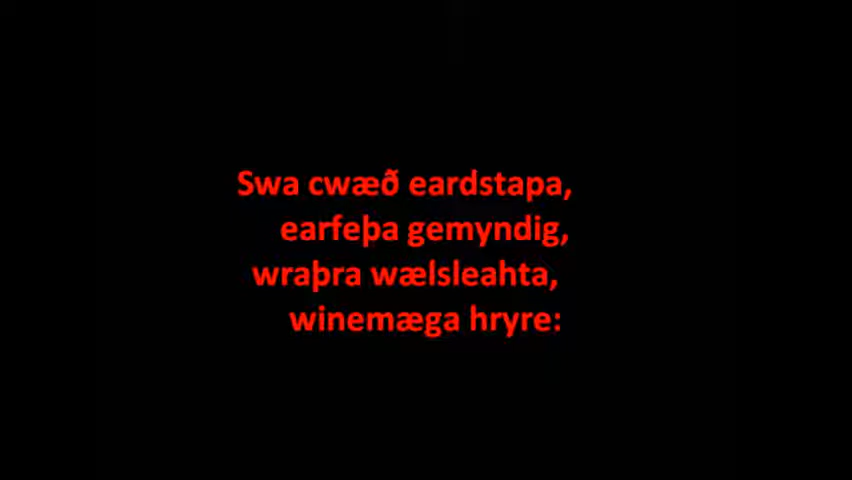 Swa cwæð eardstapa,
earfeþa gemyndig,
wraþra wælsleahta,
winemæga hryre: